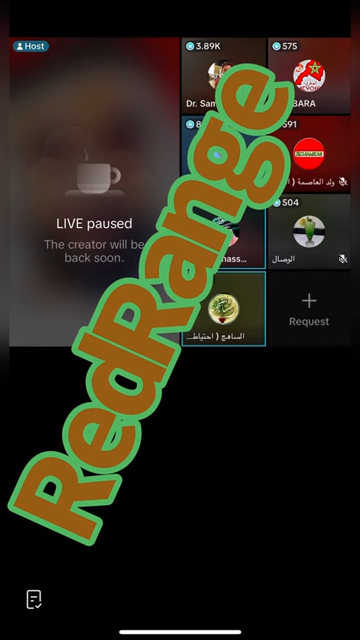 Host
3.89K
575
Dr. Sam
BARA
591
ولد العاصمة ( ا
LIVE paused
The creator will be
back soon.
504
الوصال
nass...
الساهج ( احتياط...
Request
RedRange